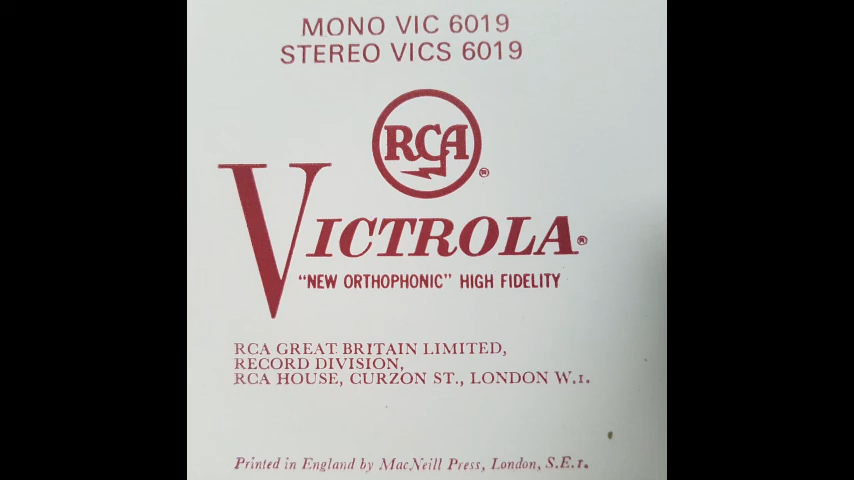 MONO VIC 6019
STEREO VICS 6019
RCA®
VICTROLA®
“NEW ORTHOPHONIC” HIGH FIDELITY
RCA GREAT BRITAIN LIMITED,
RECORD DIVISION,
RCA HOUSE, CURZON ST., LONDON W.1.
Printed in England by MacNeill Press, London, S.E.1.